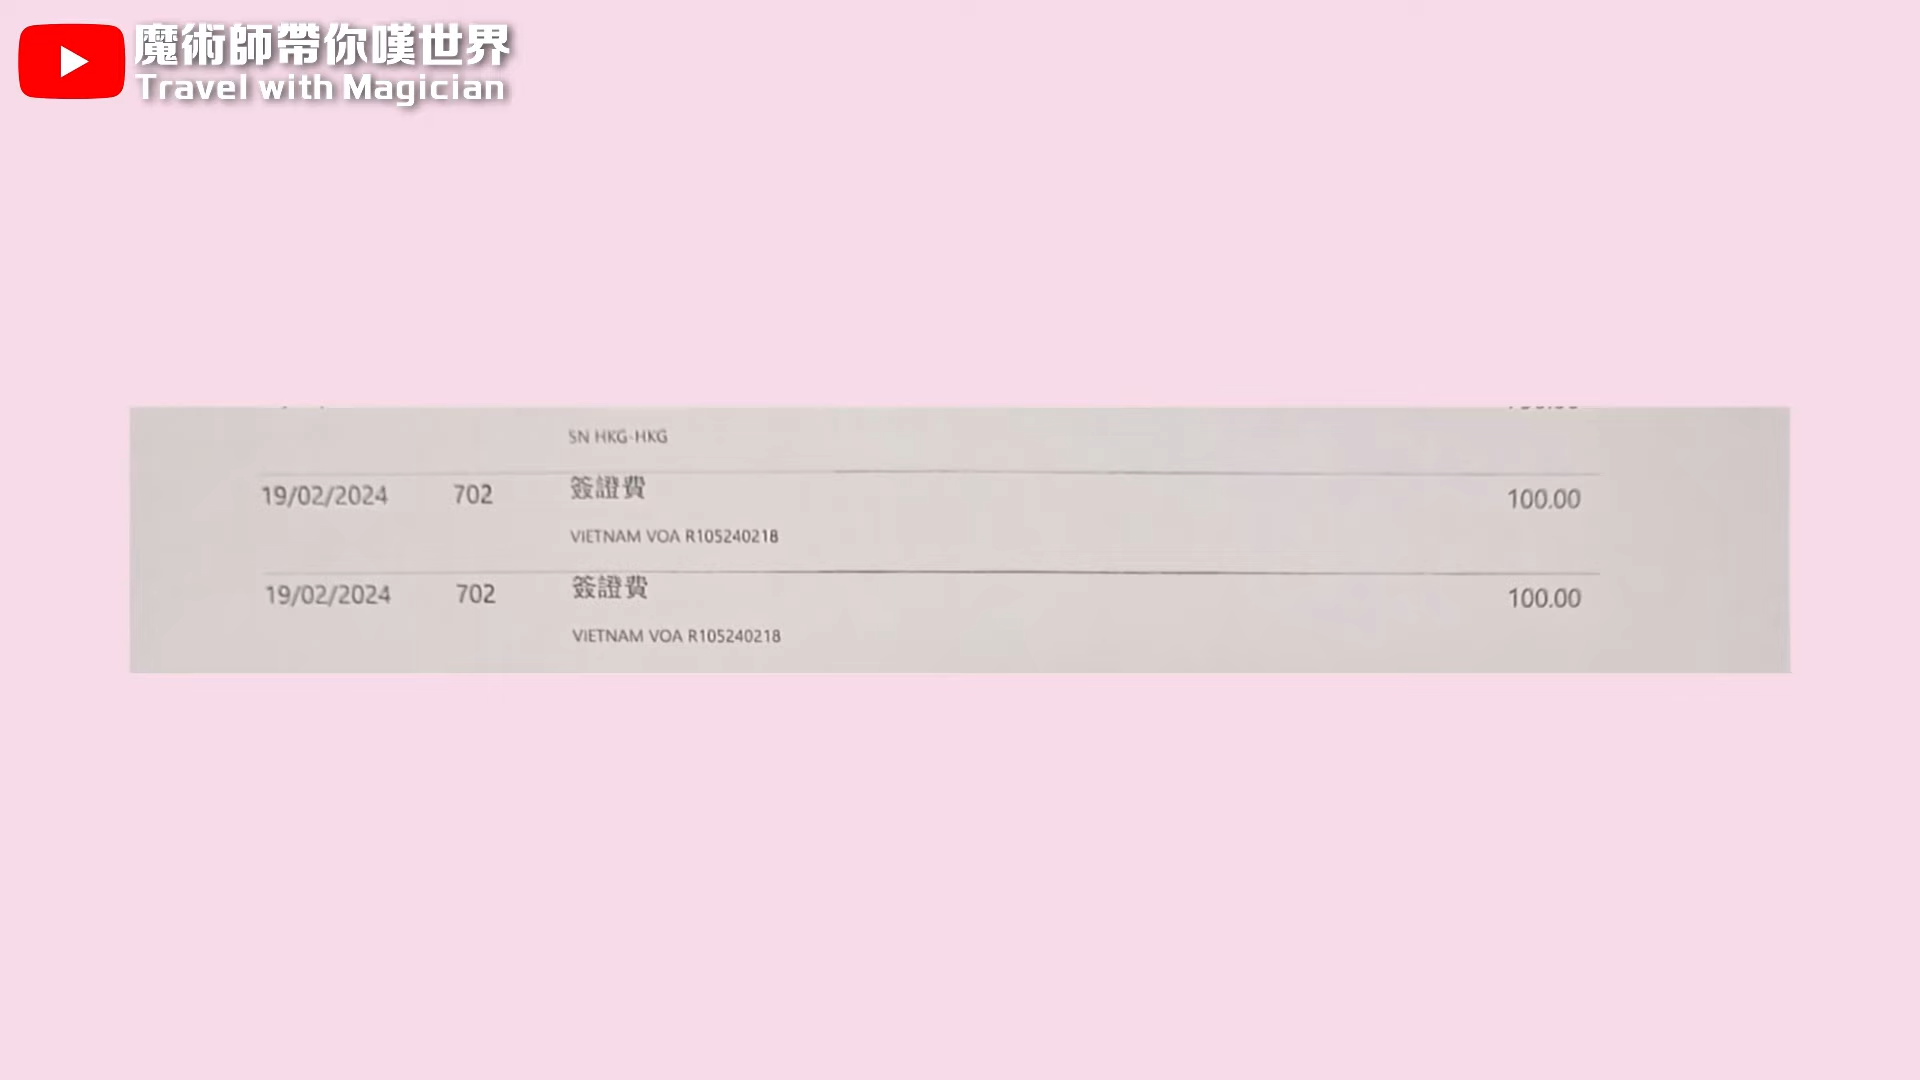 魔術師帶你嘆世界
Travel with Magician
SN HKG-HKG
19/02/2024 702 簽證費 100.00
VIETNAM VOA R105240218
19/02/2024 702 簽證費 100.00
VIETNAM VOA R105240218